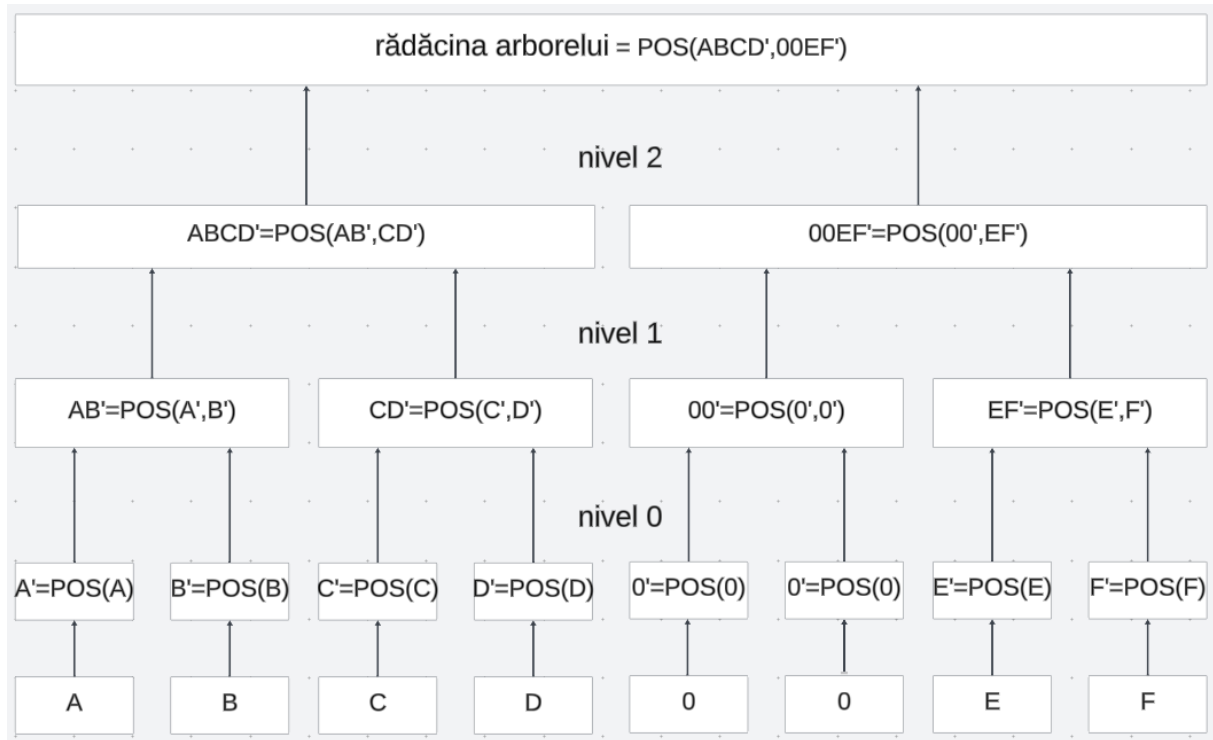 rădăcina arborelui = POS(ABCD',00EF')
nivel 2
ABCD'=POS(AB',CD')
00EF'=POS(00',EF')
nivel 1
AB'=POS(A',B')
CD'=POS(C',D')
00'=POS(0',0')
EF'=POS(E',F')
nivel 0
A'=POS(A)
B'=POS(B)
C'=POS(C)
D'=POS(D)
0'=POS(0)
0'=POS(0)
E'=POS(E)
F'=POS(F)
A
B
C
D
0
0
E
F